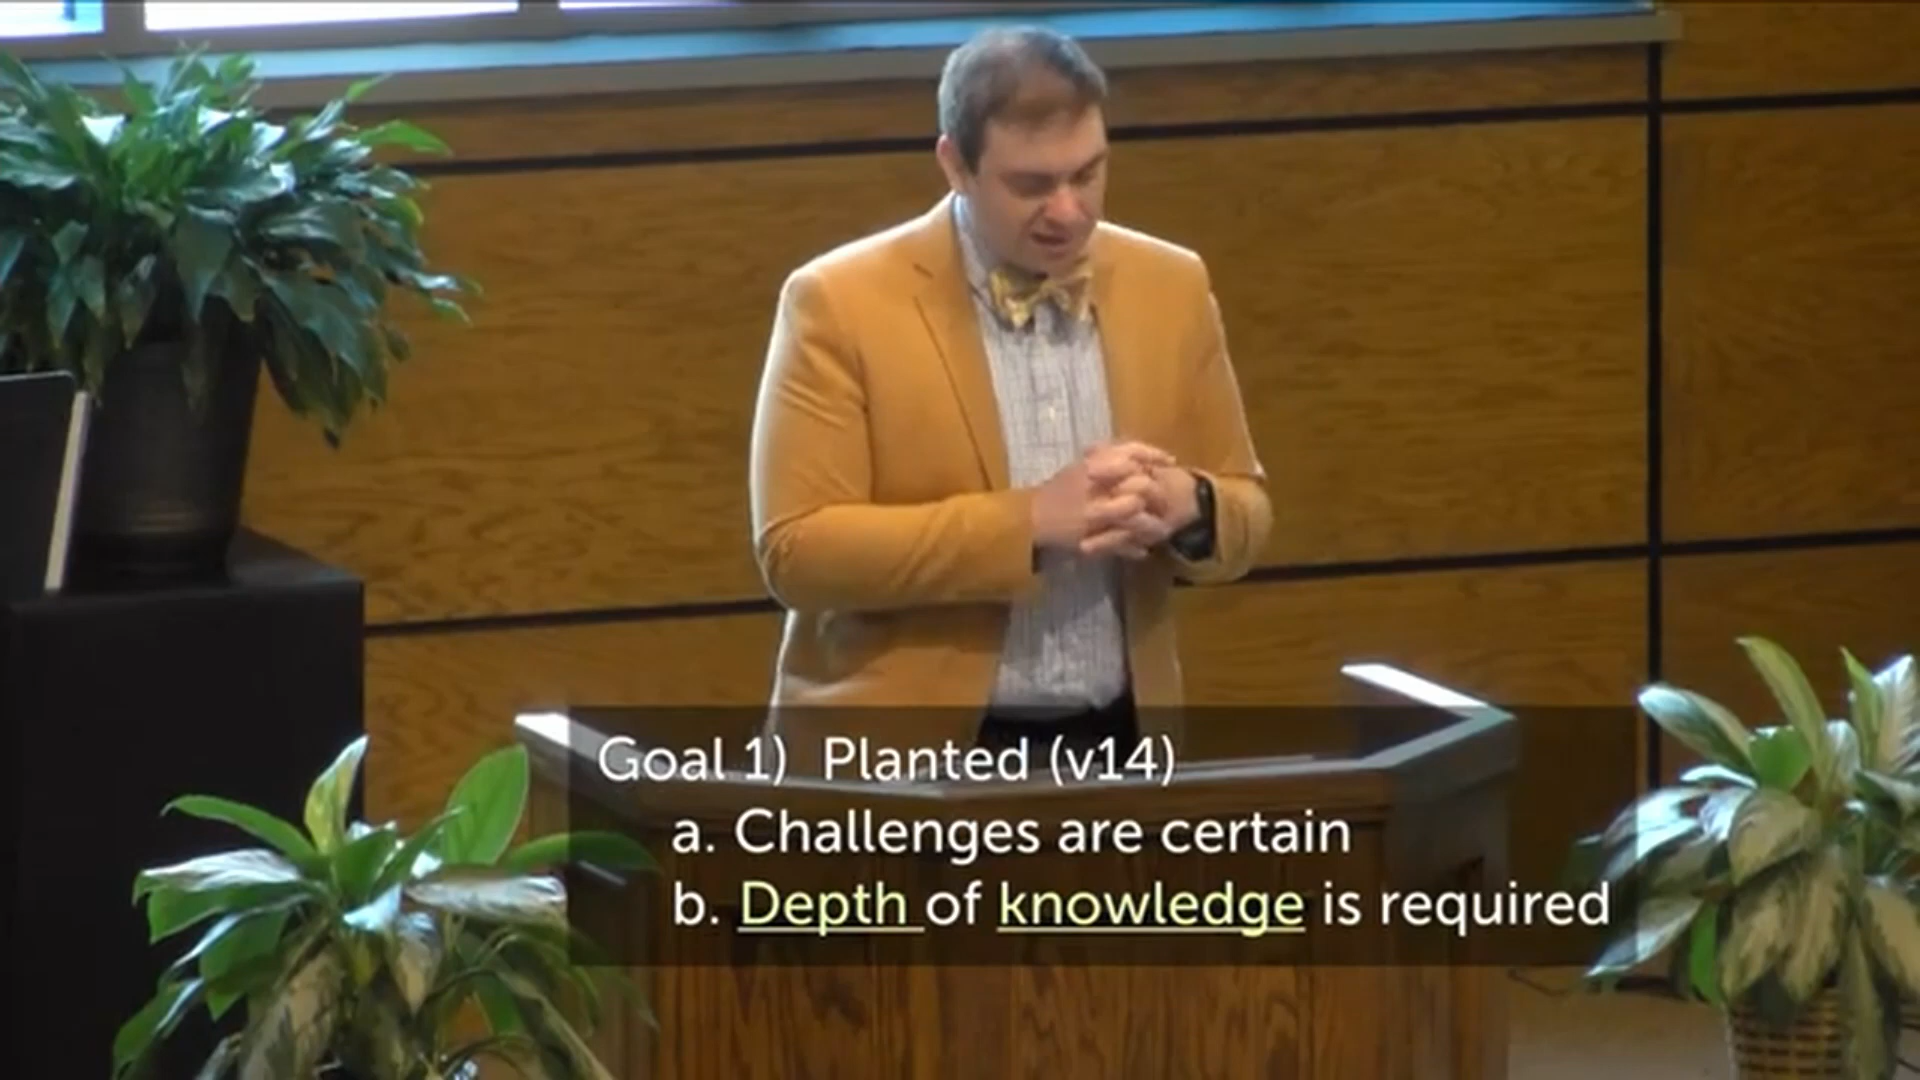 Goal 1)  Planted (v14)
a. Challenges are certain
b. Depth of knowledge is required